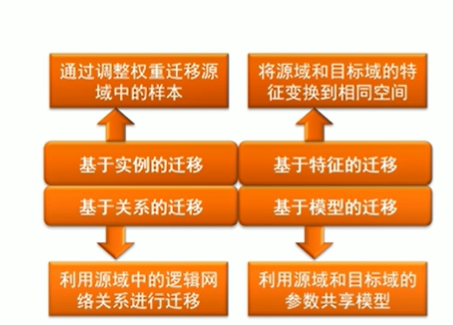 通过调整权重迁移源
域中的样本
将源域和目标域的特
征变换到相同空间
基于实例的迁移
基于特征的迁移
基于关系的迁移
基于模型的迁移
利用源域中的逻辑网
络关系进行迁移
利用源域和目标域的
参数共享模型